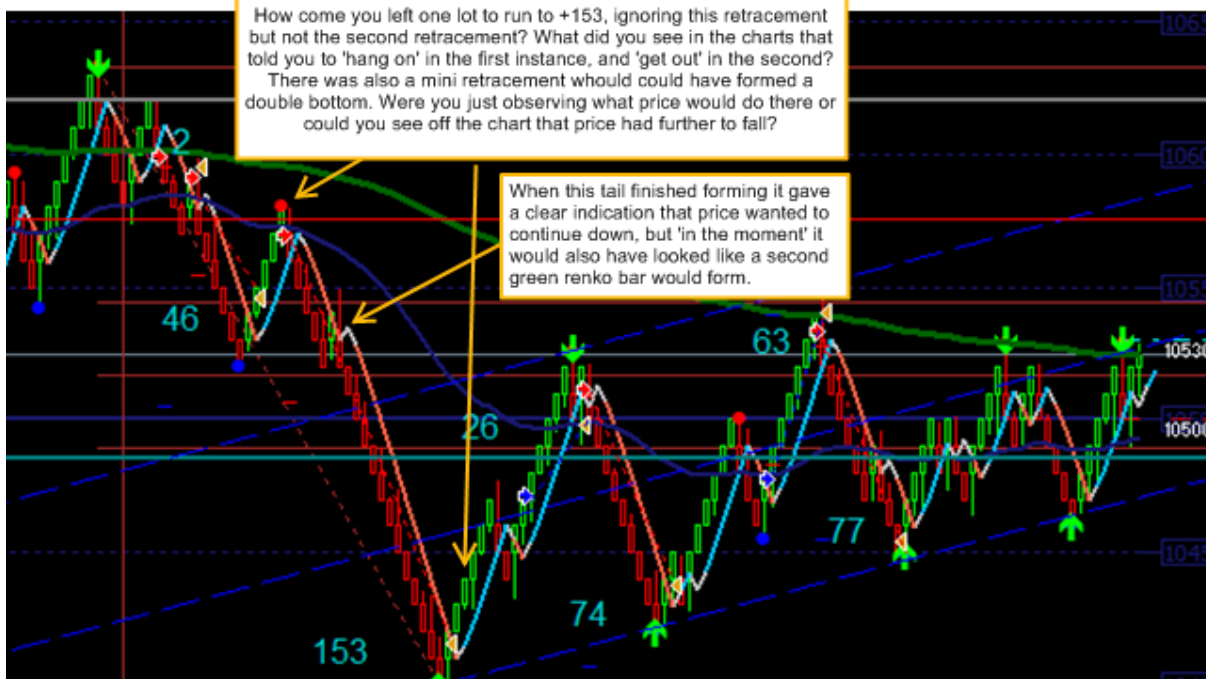 How come you left one lot to run to +153, ignoring this retracement
but not the second retracement? What did you see in the charts that
told you to 'hang on' in the first instance, and 'get out' in the second?
There was also a mini retracement whould could have formed a
double bottom. Were you just observing what price would do there or
could you see off the chart that price had further to fall?
When this tail finished forming it gave
a clear indication that price wanted to
continue down, but 'in the moment' it
would also have looked like a second
green renko bar would form.
2
46
63
26
77
74
153
1065
1060
1055
10530
10500
1045